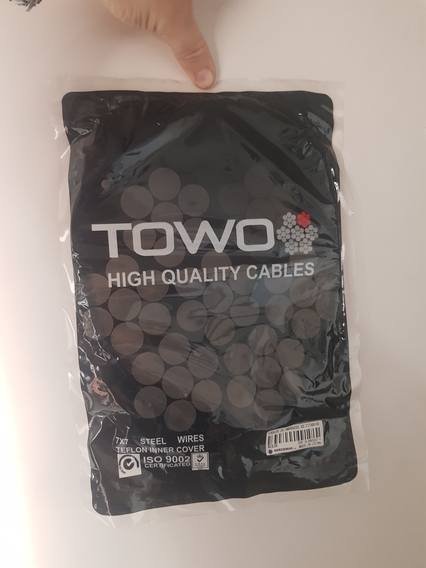 TOWO
HIGH QUALITY CABLES
7X7 STEEL WIRES
TEFLON INNER COVER
ISO 9002
CERTIFICATED